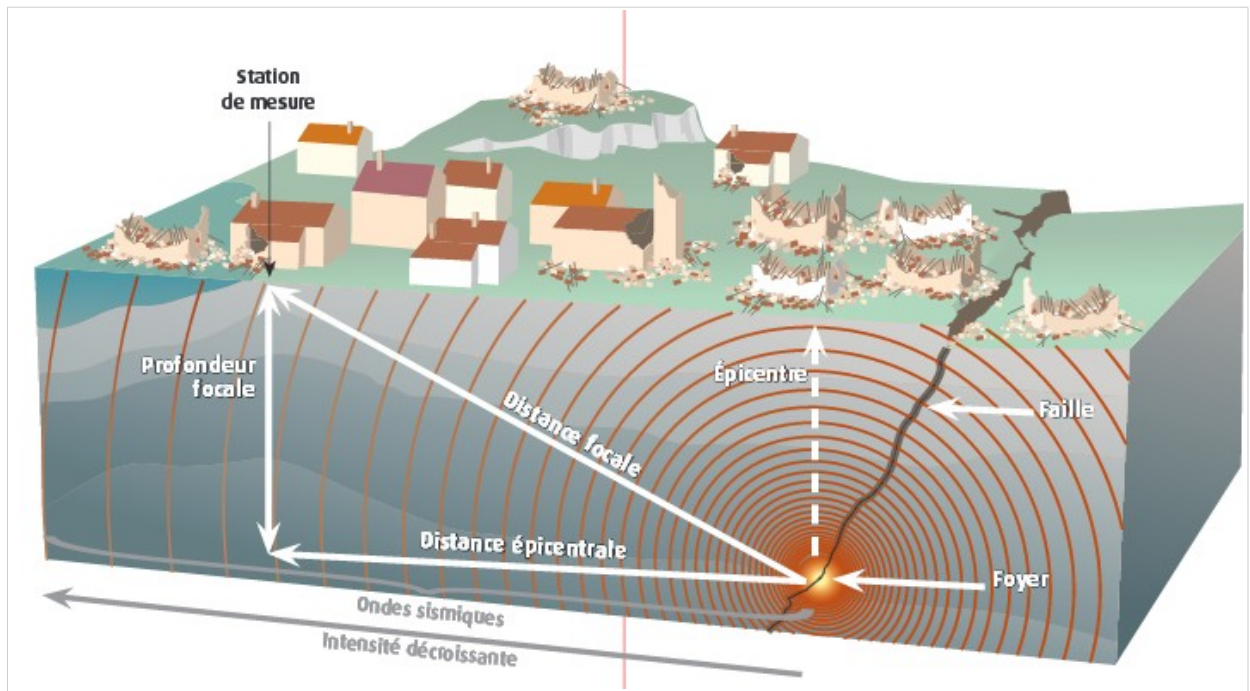 Station
de mesure
Profondeur
focale
Épicentre
Distance focale
Faille
Distance épicentrale
Foyer
Ondes sismiques
Intensité décroissante